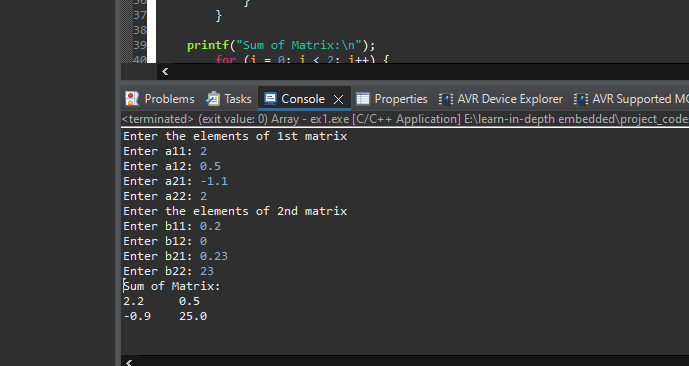 36 }
37 }
38
39 printf("Sum of Matrix:\n");
40 for (i = 0; i < 2; i++) {
Problems Tasks Console Properties AVR Device Explorer AVR Supported MC
<terminated> (exit value: 0) Array - ex1.exe [C/C++ Application] E:\learn-in-depth embedded\project_code
Enter the elements of 1st matrix
Enter a11: 2
Enter a12: 0.5
Enter a21: -1.1
Enter a22: 2
Enter the elements of 2nd matrix
Enter b11: 0.2
Enter b12: 0
Enter b21: 0.23
Enter b22: 23
Sum of Matrix:
2.2 0.5
-0.9 25.0